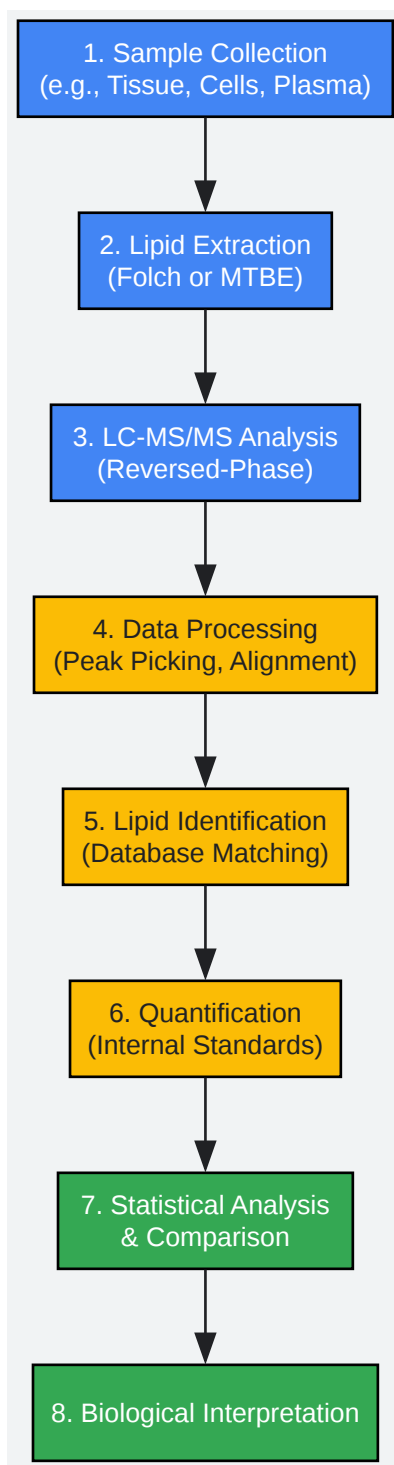 1. Sample Collection
(e.g., Tissue, Cells, Plasma)
2. Lipid Extraction
(Folch or MTBE)
3. LC-MS/MS Analysis
(Reversed-Phase)
4. Data Processing
(Peak Picking, Alignment)
5. Lipid Identification
(Database Matching)
6. Quantification
(Internal Standards)
7. Statistical Analysis
& Comparison
8. Biological Interpretation